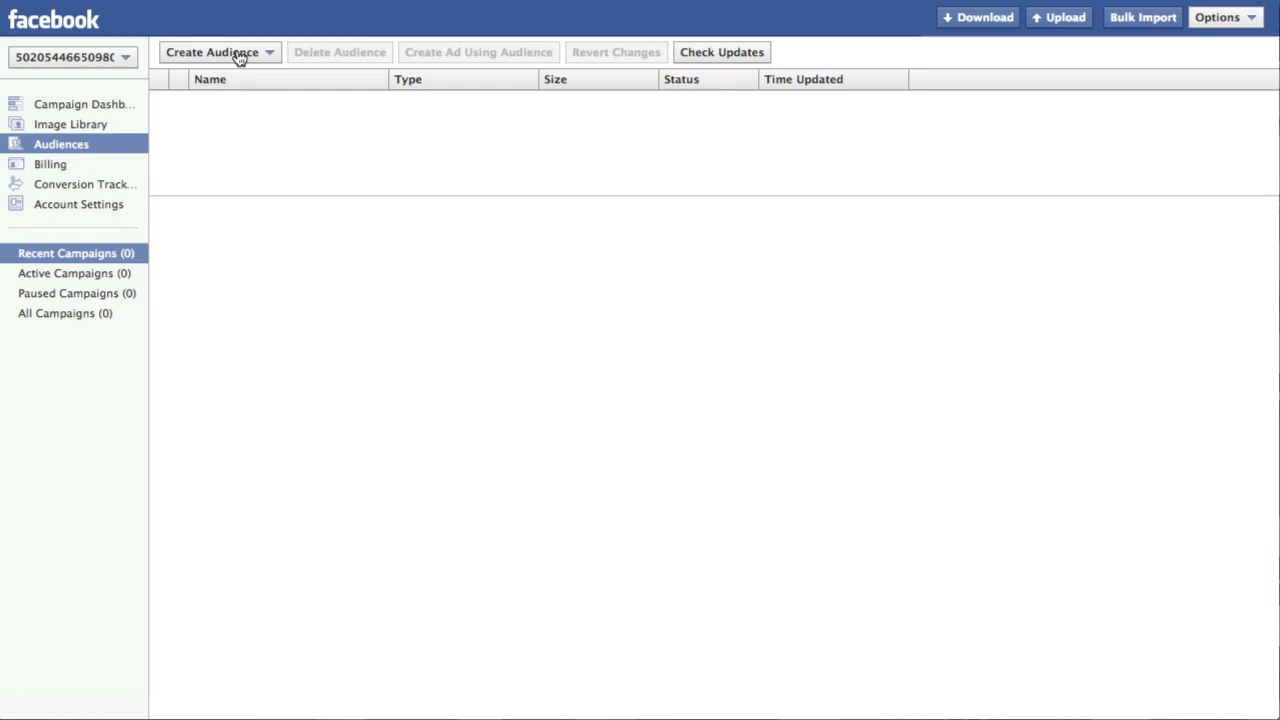 facebook
Download
Upload
Bulk Import
Options
Create Audience
Delete Audience
Create Ad Using Audience
Revert Changes
Check Updates
Name
Type
Size
Status
Time Updated
Campaign Dashb...
Image Library
Audiences
Billing
Conversion Track...
Account Settings
Recent Campaigns (0)
Active Campaigns (0)
Paused Campaigns (0)
All Campaigns (0)